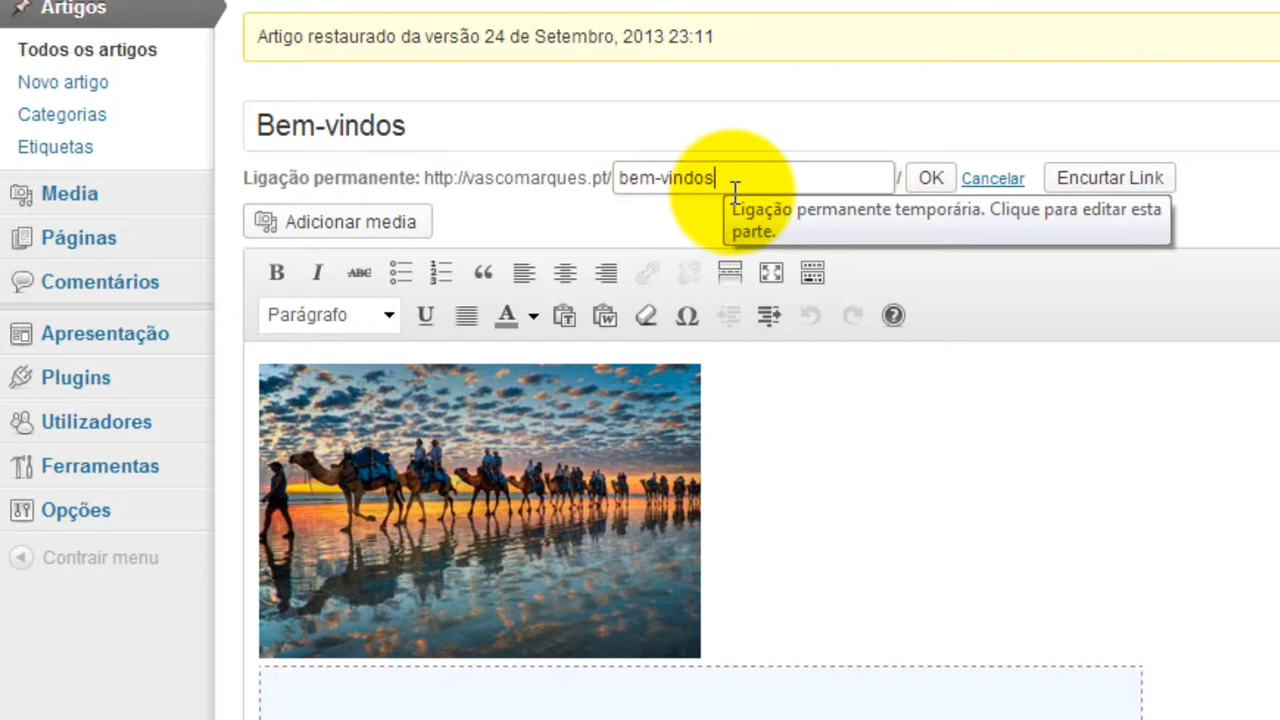 Artigos
Todos os artigos
Novo artigo
Categorias
Etiquetas
Media
Páginas
Comentários
Apresentação
Plugins
Utilizadores
Ferramentas
Opções
Contrair menu
Artigo restaurado da versão 24 de Setembro, 2013 23:11
Bem-vindos
Ligação permanente: http://vascomarques.pt/ bem-vindos / OK Cancelar Encurtar Link
Ligação permanente temporária. Clique para editar esta
parte.
Adicionar media
B I ABC
Parágrafo U A T W Ω ?